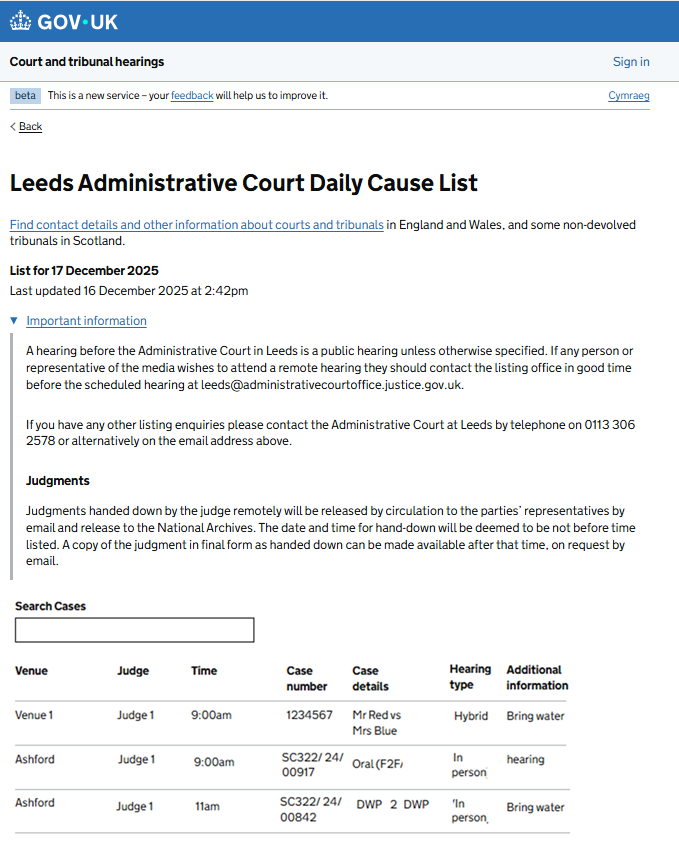 GOV·UK
Court and tribunal hearings
Sign in
beta This is a new service – your feedback will help us to improve it.
Cymraeg
Back
Leeds Administrative Court Daily Cause List
Find contact details and other information about courts and tribunals in England and Wales, and some non-devolved
tribunals in Scotland.
List for 17 December 2025
Last updated 16 December 2025 at 2:42pm
Important information
A hearing before the Administrative Court in Leeds is a public hearing unless otherwise specified. If any person or
representative of the media wishes to attend a remote hearing they should contact the listing office in good time
before the scheduled hearing at leeds@administrativecourtoffice.justice.gov.uk.
If you have any other listing enquiries please contact the Administrative Court at Leeds by telephone on 0113 306
2578 or alternatively on the email address above.
Judgments
Judgments handed down by the judge remotely will be released by circulation to the parties' representatives by
email and release to the National Archives. The date and time for hand-down will be deemed to be not before time
listed. A copy of the judgment in final form as handed down can be made available after that time, on request by
email.
Search Cases
Venue Judge Time Case number Case details Hearing type Additional information
Venue 1 Judge 1 9:00am 1234567 Mr Red vs Mrs Blue Hybrid Bring water
Ashford Judge 1 9:00am SC322/24/00917 Oral (F2F/ In person hearing
Ashford Judge 1 11am SC322/24/00842 DWP 2 DWP 'In person, Bring water